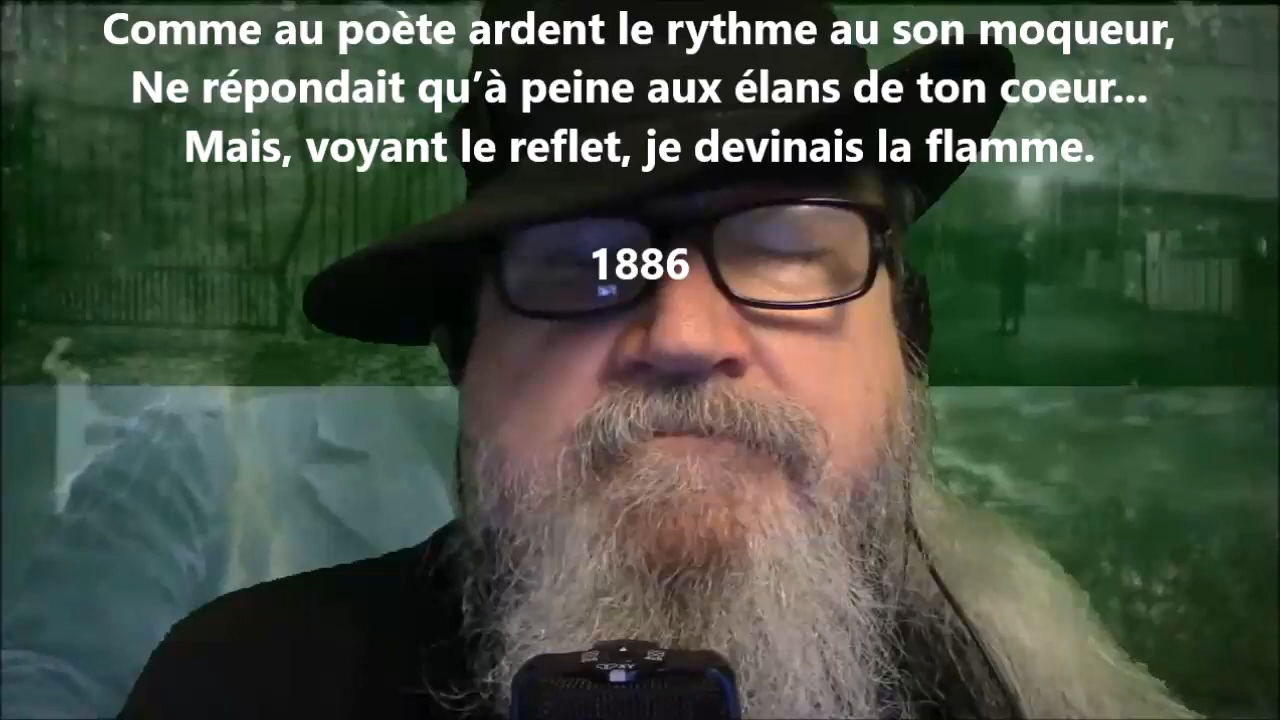 Comme au poète ardent le rythme au son moqueur,
Ne répondait qu’à peine aux élans de ton coeur...
Mais, voyant le reflet, je devinais la flamme.
1886